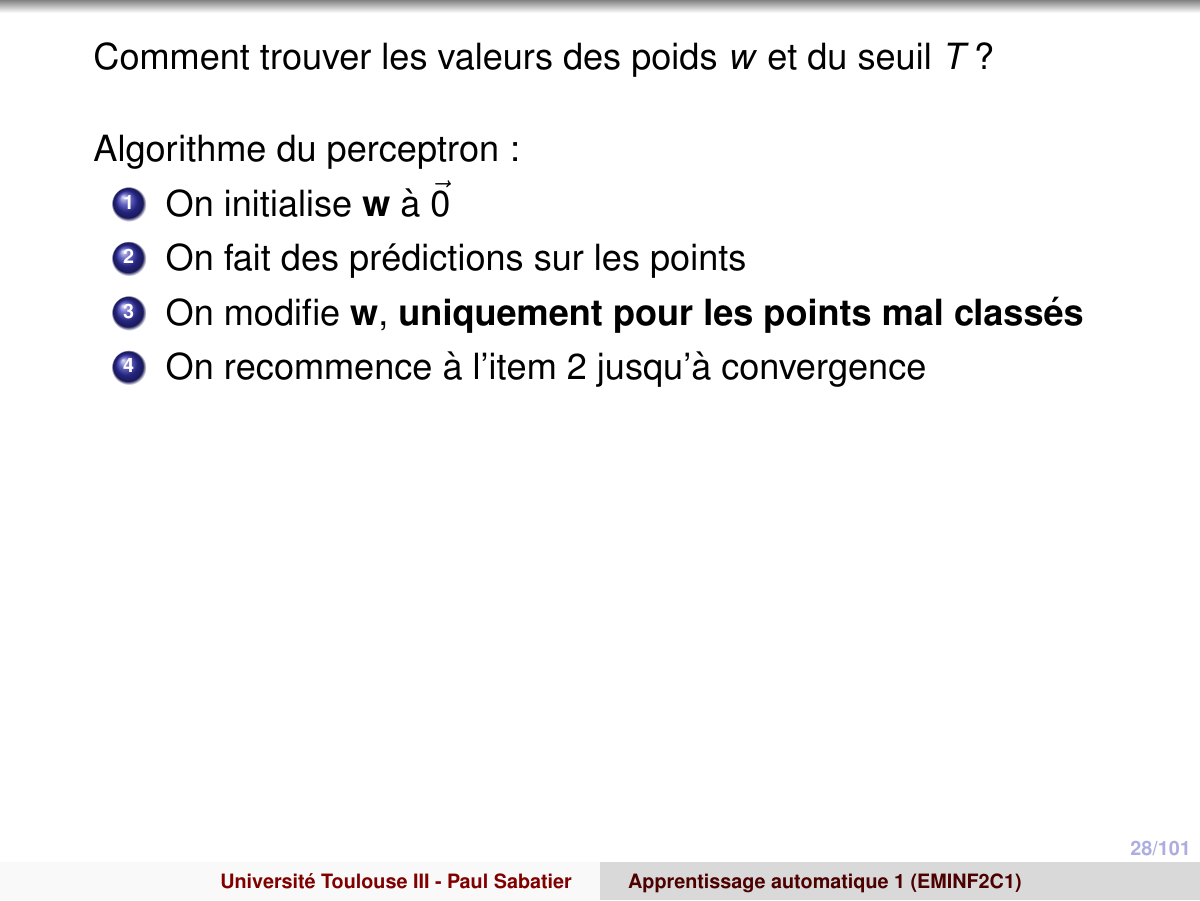 Comment trouver les valeurs des poids w et du seuil T ?
Algorithme du perceptron :
1 On initialise w à 0⃗
2 On fait des prédictions sur les points
3 On modifie w, uniquement pour les points mal classés
4 On recommence à l'item 2 jusqu'à convergence
28/101
Université Toulouse III - Paul Sabatier
Apprentissage automatique 1 (EMINF2C1)